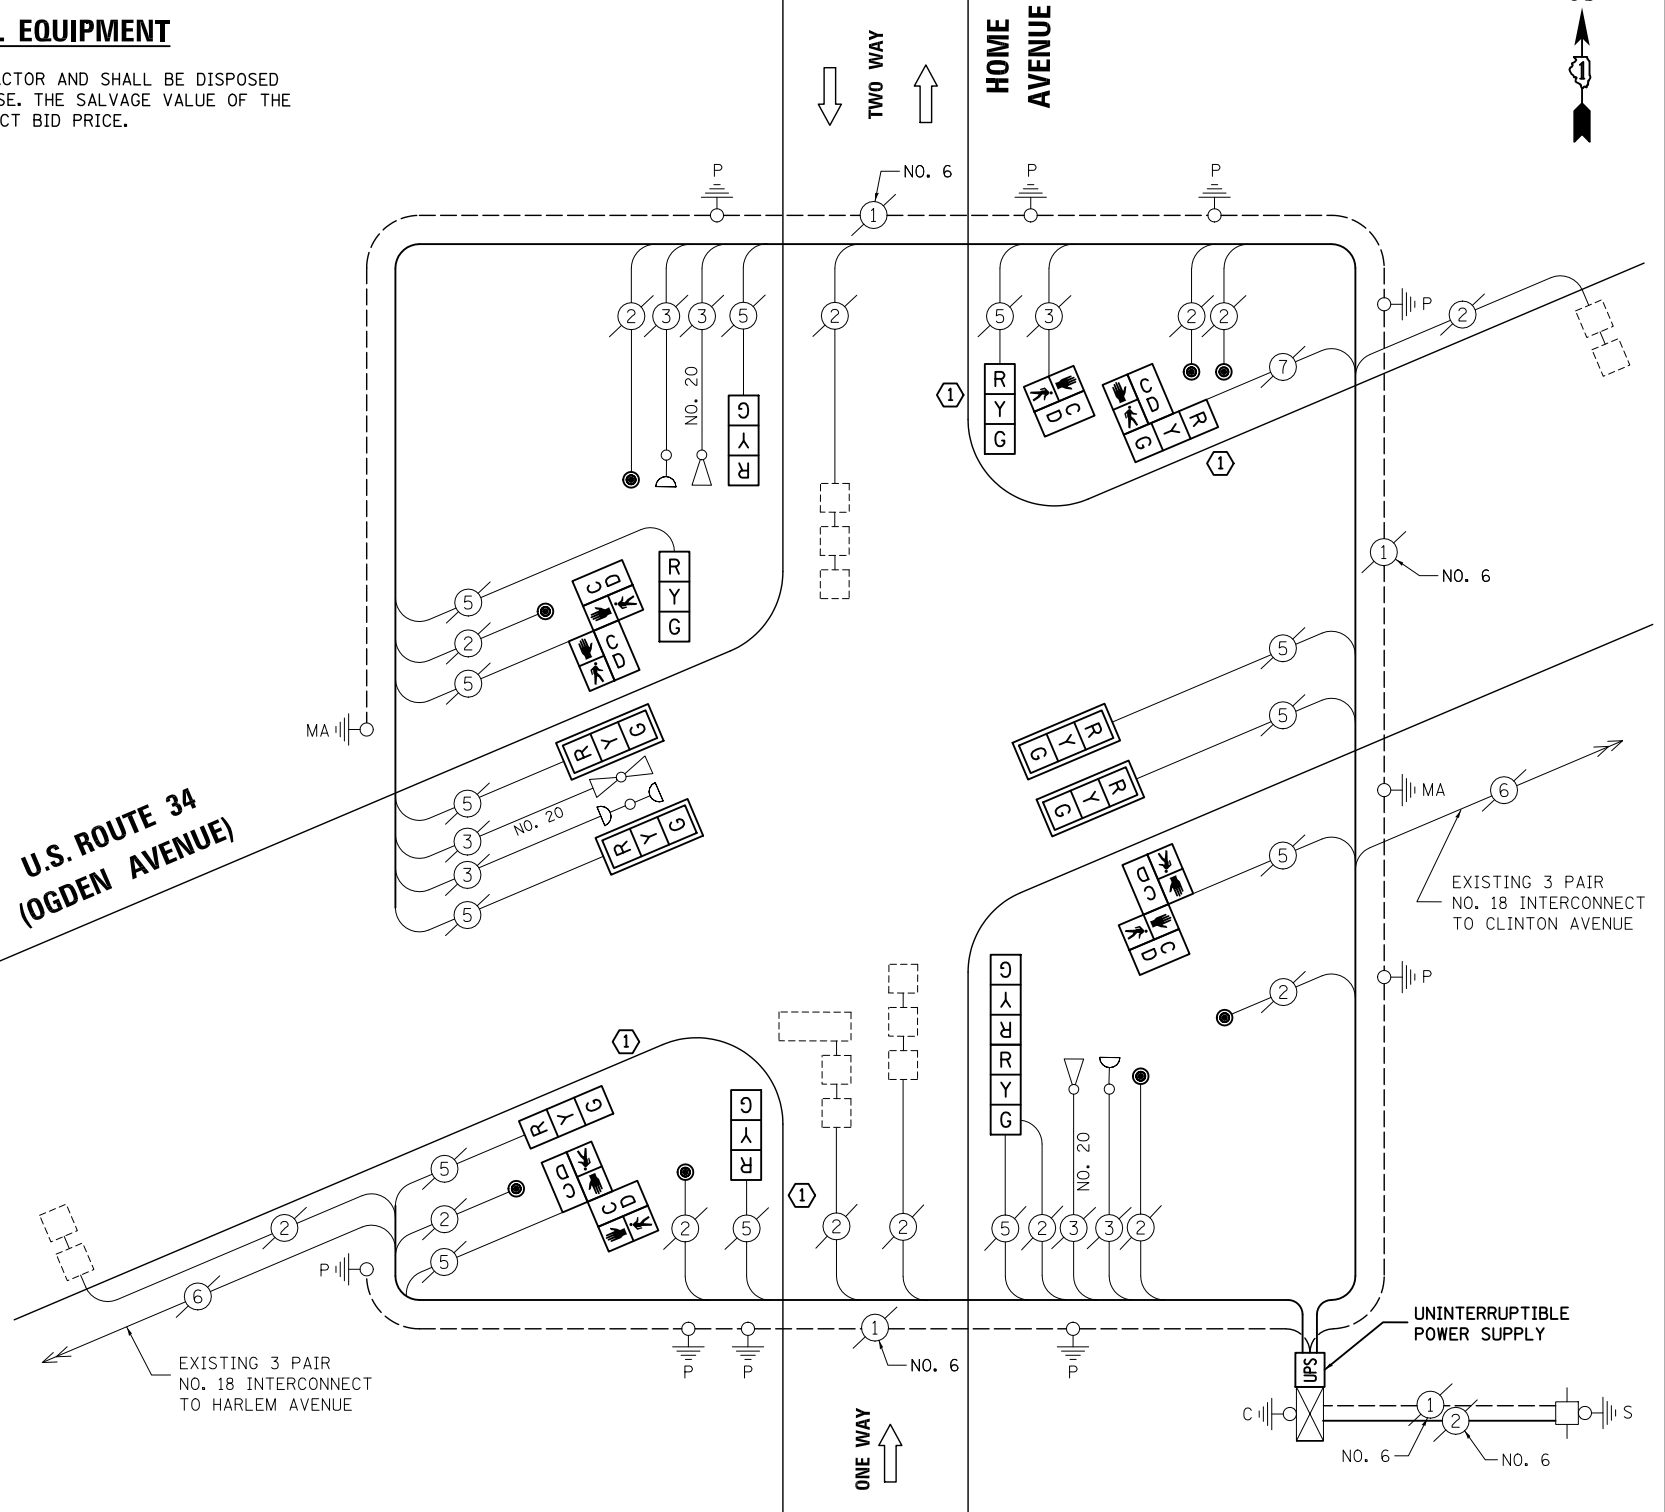 L EQUIPMENT
ACTOR AND SHALL BE DISPOSED
SE. THE SALVAGE VALUE OF THE
CT BID PRICE.
TWO WAY
HOME
AVENUE
1
P
P
P
1
NO. 6
2
3
3
5
2
5
3
2
2
P
2
7
NO. 20
G
Y
R
1
R
Y
G
C
D
C
D
R
Y
G
1
1
NO. 6
R
Y
G
C
D
C
D
5
2
5
5
MA
R Y G
R
Y
G
5
R
Y
G
5
3
NO. 20
3
R Y G
5
MA
6
U.S. ROUTE 34
(OGDEN AVENUE)
C
D
C
D
5
EXISTING 3 PAIR
NO. 18 INTERCONNECT
TO CLINTON AVENUE
G
Y
R
R
Y
G
2
P
1
R Y G
G
Y
R
5
2
5
C
D
C
D
1
NO. 20
2
6
P
2
5
2
2
5
2
3
3
2
1
NO. 6
P
P
P
UNINTERRUPTIBLE
POWER SUPPLY
UPS
EXISTING 3 PAIR
NO. 18 INTERCONNECT
TO HARLEM AVENUE
ONE WAY
C
1
2
S
NO. 6
NO. 6